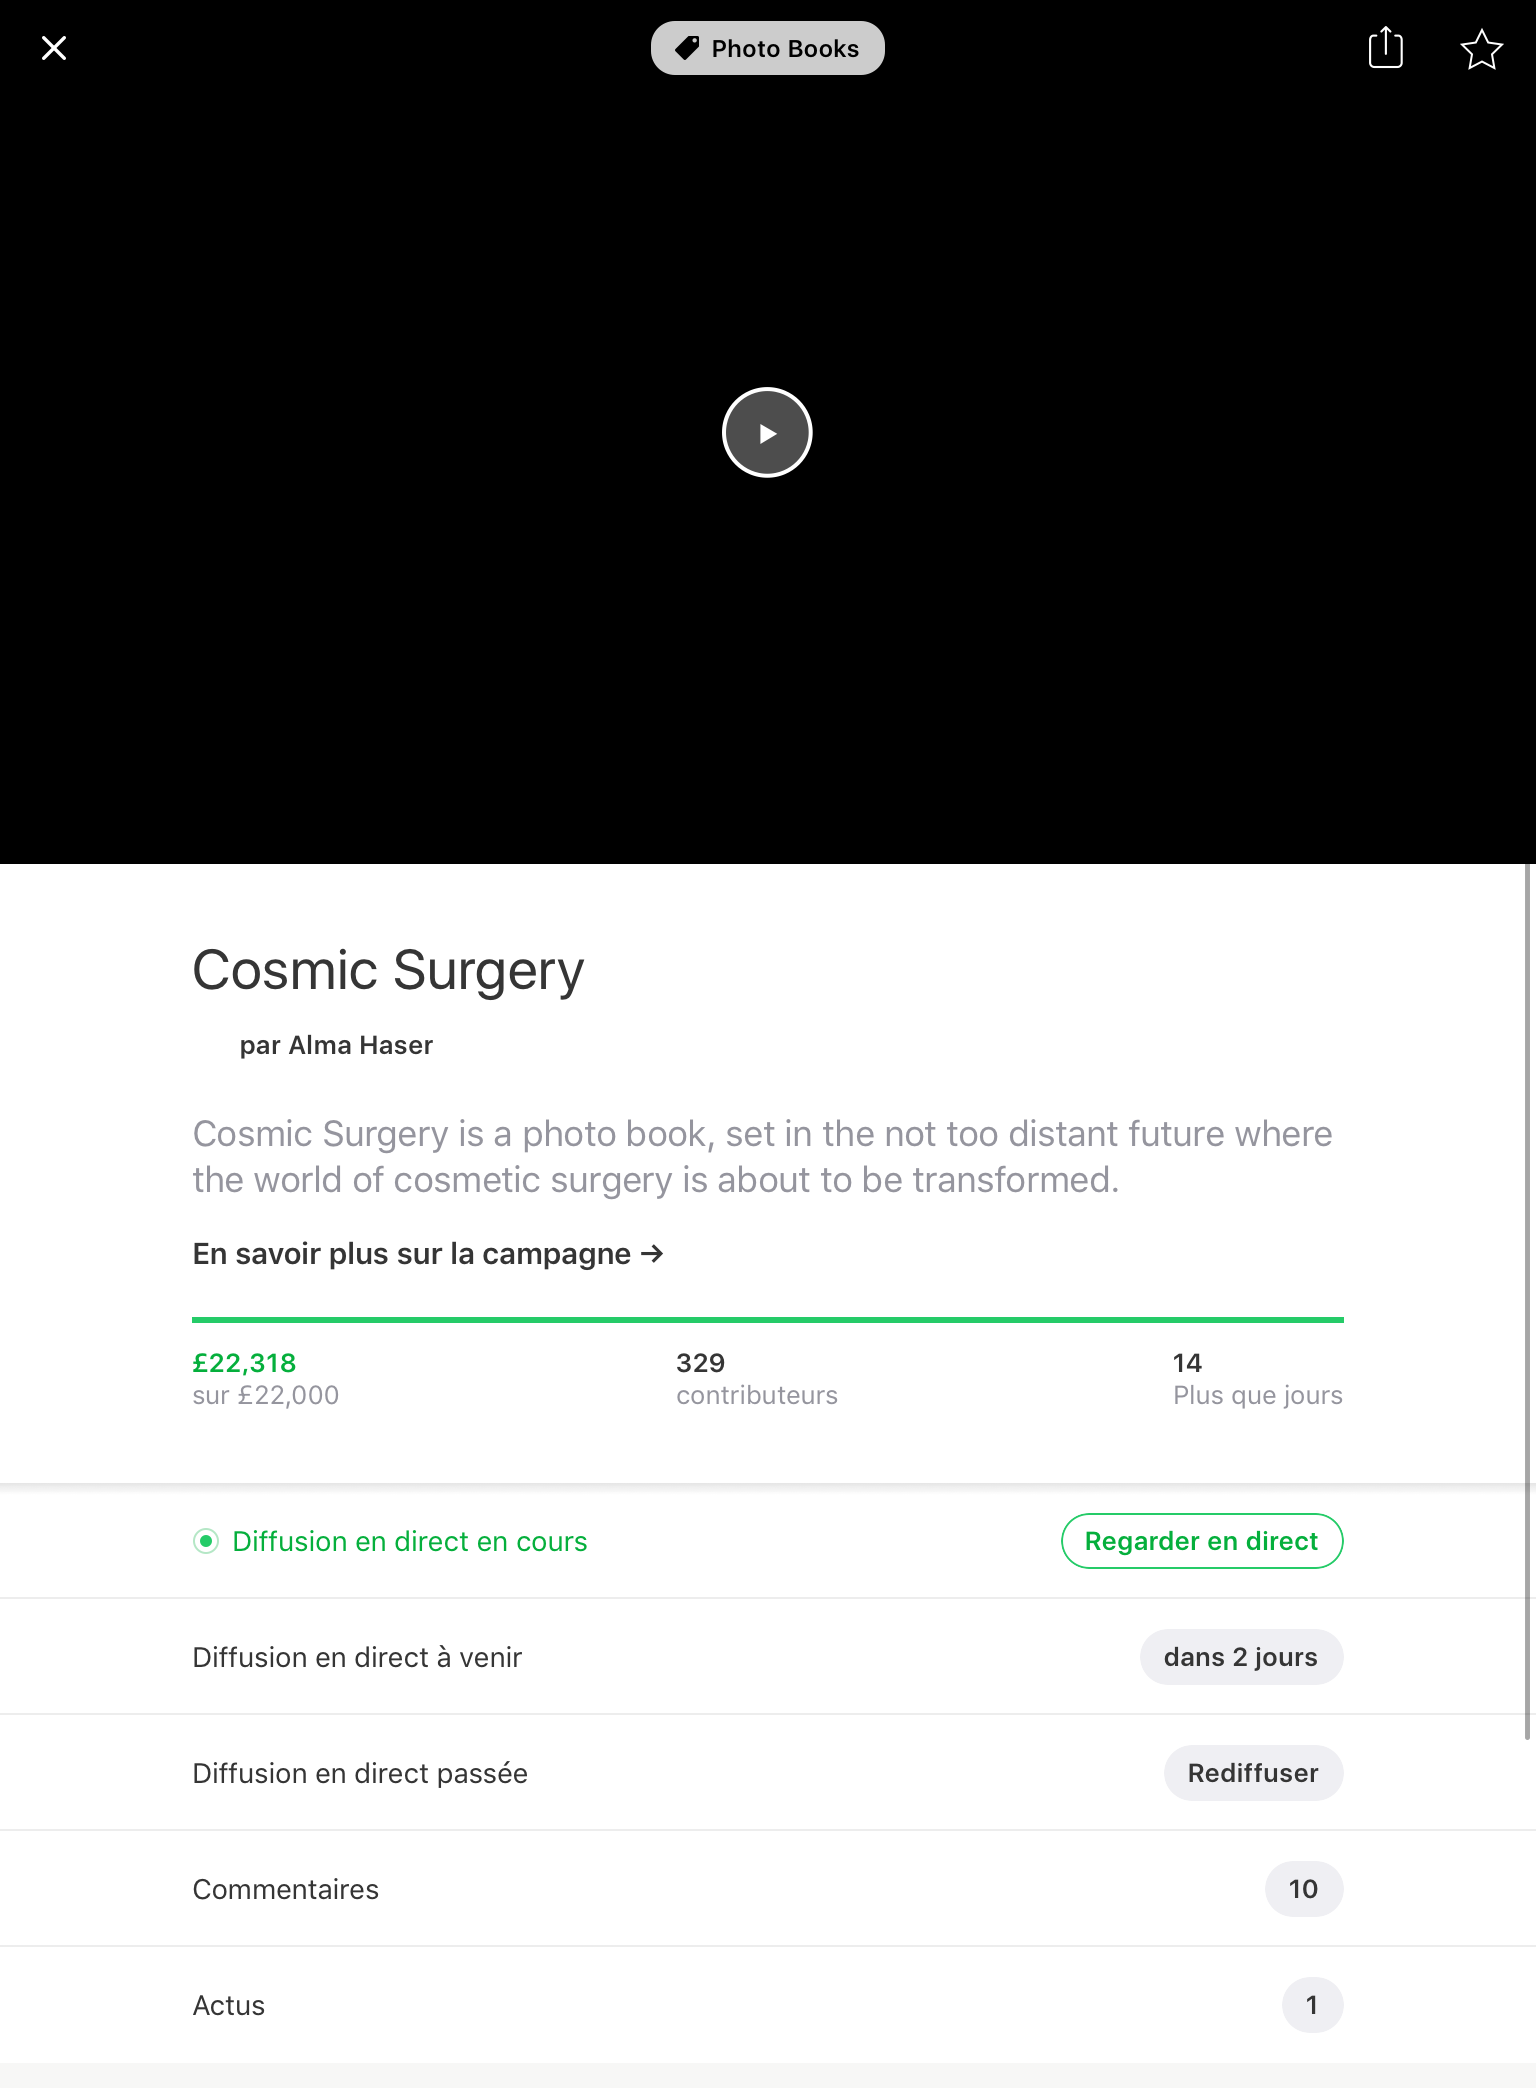 Photo Books
Cosmic Surgery
par Alma Haser
Cosmic Surgery is a photo book, set in the not too distant future where
the world of cosmetic surgery is about to be transformed.
En savoir plus sur la campagne →
£22,318
sur £22,000
329
contributeurs
14
Plus que jours
Diffusion en direct en cours
Regarder en direct
Diffusion en direct à venir
dans 2 jours
Diffusion en direct passée
Rediffuser
Commentaires
10
Actus
1